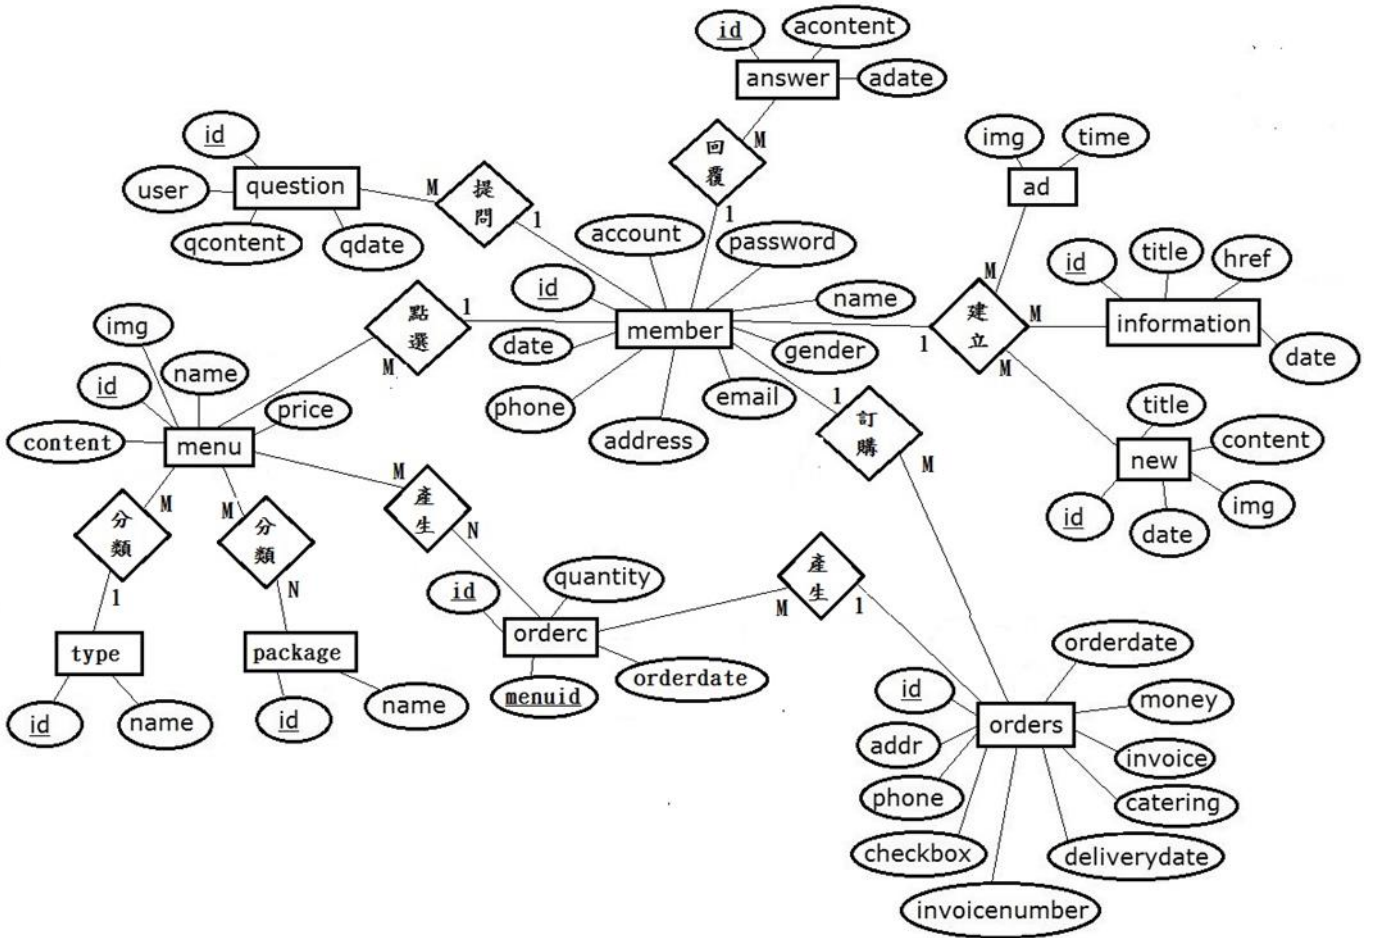 id
acontent
answer
adate
回覆
M
1
id
user
question
qcontent
qdate
M
提問
1
img
time
ad
account
password
id
name
member
date
gender
phone
email
address
M
建立
M
1
M
id
title
href
information
date
title
content
new
img
id
date
1
點選
M
img
name
id
price
content
menu
1
訂購
M
M
分類
1
M
分類
N
M
產生
N
type
id
name
package
id
name
id
quantity
orderc
menuid
orderdate
產生
M
1
orderdate
id
money
orders
addr
invoice
phone
catering
checkbox
deliverydate
invoicenumber